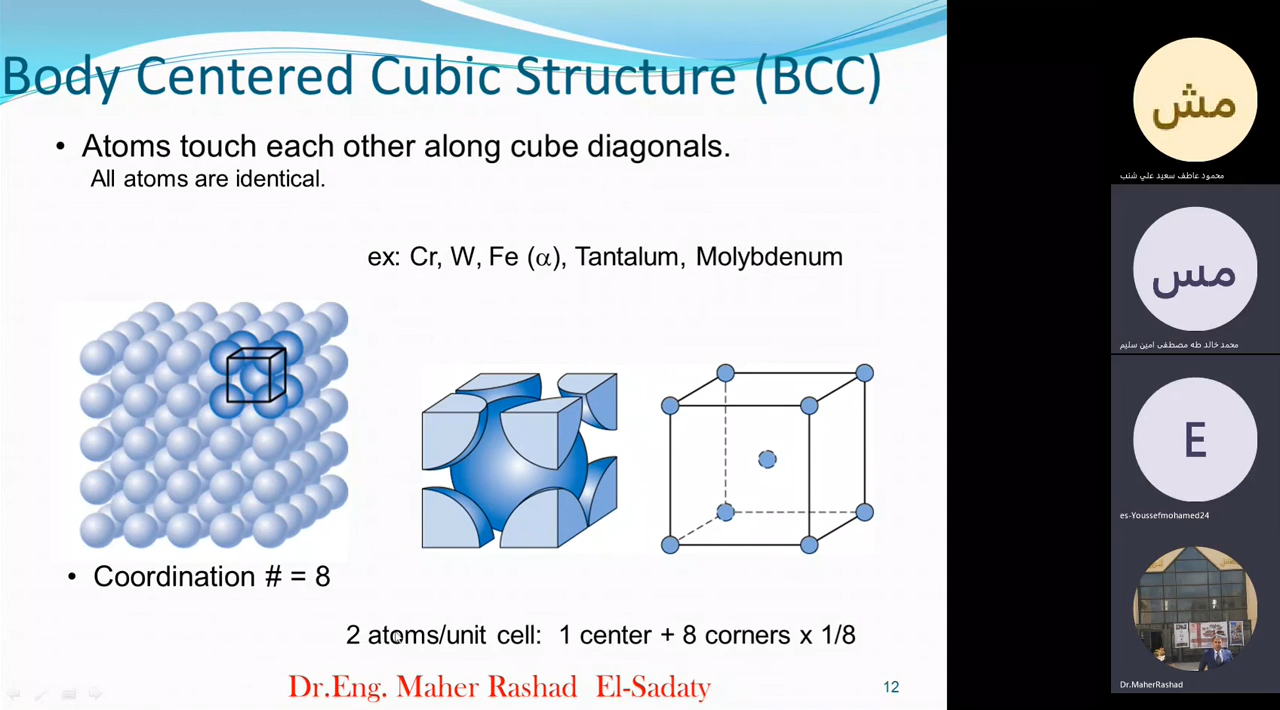 Body Centered Cubic Structure (BCC)
• Atoms touch each other along cube diagonals.
All atoms are identical.
ex: Cr, W, Fe (α), Tantalum, Molybdenum
• Coordination # = 8
2 atoms/unit cell: 1 center + 8 corners x 1/8
Dr.Eng. Maher Rashad El-Sadaty
12
مش
محمود عاطف سعيد علي شنب
مس
محمد خالد طه مصطفى امين سليم
E
es-Youssefmohamed24
Dr.MaherRashad